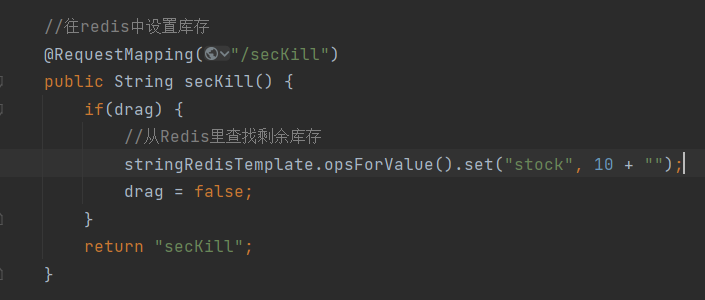 //往redis中设置库存
@RequestMapping("/secKill")
public String secKill() {
if(drag) {
//从Redis里查找剩余库存
stringRedisTemplate.opsForValue().set("stock", 10 + "");
drag = false;
}
return "secKill";
}